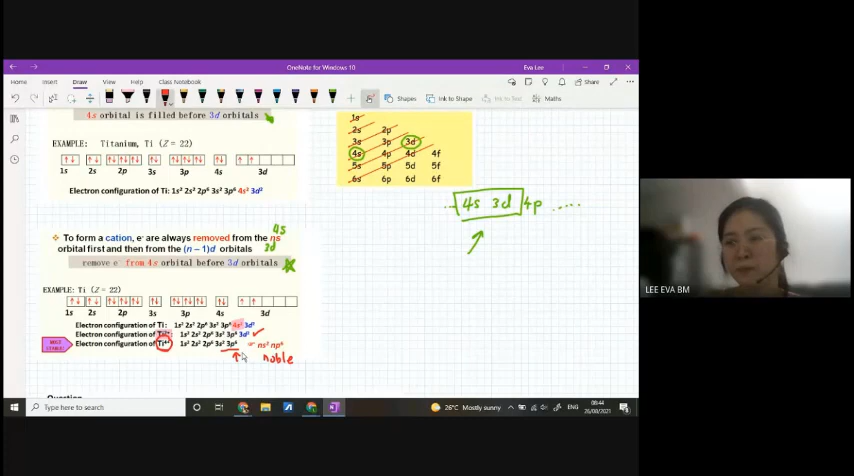 OneNote for Windows 10
Eva Lee
Home Insert Draw View Help Class Notebook
Share
Shapes Ink to Shape Ink to Text Maths
4s orbital is filled before 3d orbitals
EXAMPLE: Titanium, Ti (Z = 22)
1s 2s 2p 3s 3p 4s 3d
Electron configuration of Ti: 1s² 2s² 2p⁶ 3s² 3p⁶ 4s² 3d²
1s
2s 2p
3s 3p 3d
4s 4p 4d 4f
5s 5p 5d 5f
6s 6p 6d 6f
... 4s 3d 4p .....
4s
To form a cation, e⁻ are always removed from the ns
orbital first and then from the (n−1)d orbitals
3d
remove e⁻ from 4s orbital before 3d orbitals
EXAMPLE: Ti (Z = 22)
1s 2s 2p 3s 3p 4s 3d
Electron configuration of Ti: 1s² 2s² 2p⁶ 3s² 3p⁶ 4s² 3d²
Electron configuration of Ti²⁺: 1s² 2s² 2p⁶ 3s² 3p⁶ 3d²
Electron configuration of Ti⁴⁺ 1s² 2s² 2p⁶ 3s² 3p⁶ = ns² np⁶
noble
LEE EVA BM
Type here to search
26°C Mostly sunny
ENG
08:44
26/08/2021